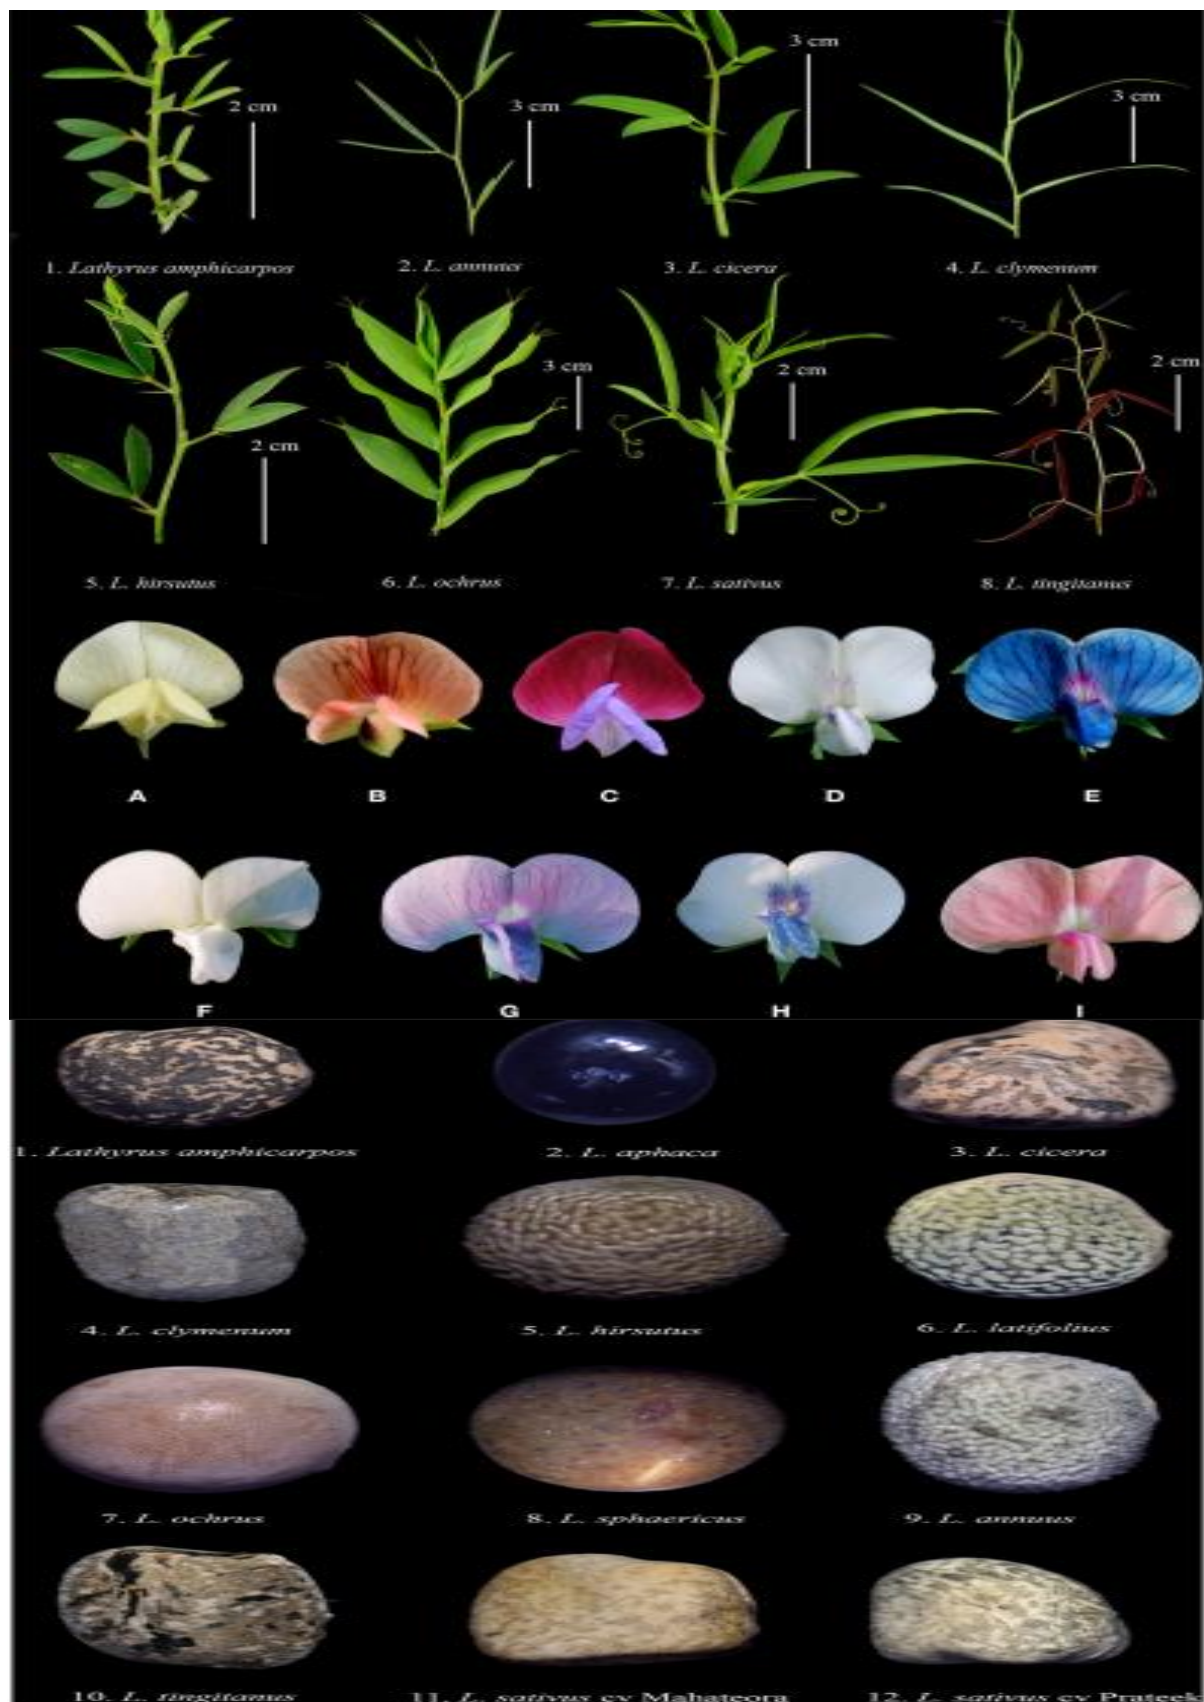 2 cm
3 cm
3 cm
3 cm
1. Lathyrus amphicarpos
2. L. annuus
3. L. cicera
4. L. clymenum
2 cm
3 cm
2 cm
2 cm
5. L. hirsutus
6. L. ochrus
7. L. sativus
8. L. tingitanus
A
B
C
D
E
F
G
H
I
1. Lathyrus amphicarpos
2. L. aphaca
3. L. cicera
4. L. clymenum
5. L. hirsutus
6. L. latifolius
7. L. ochrus
8. L. sphaericus
9. L. annuus
10. L. tingitanus
11. L. sativus cv Mahateora
12. L. sativus cv Prateek